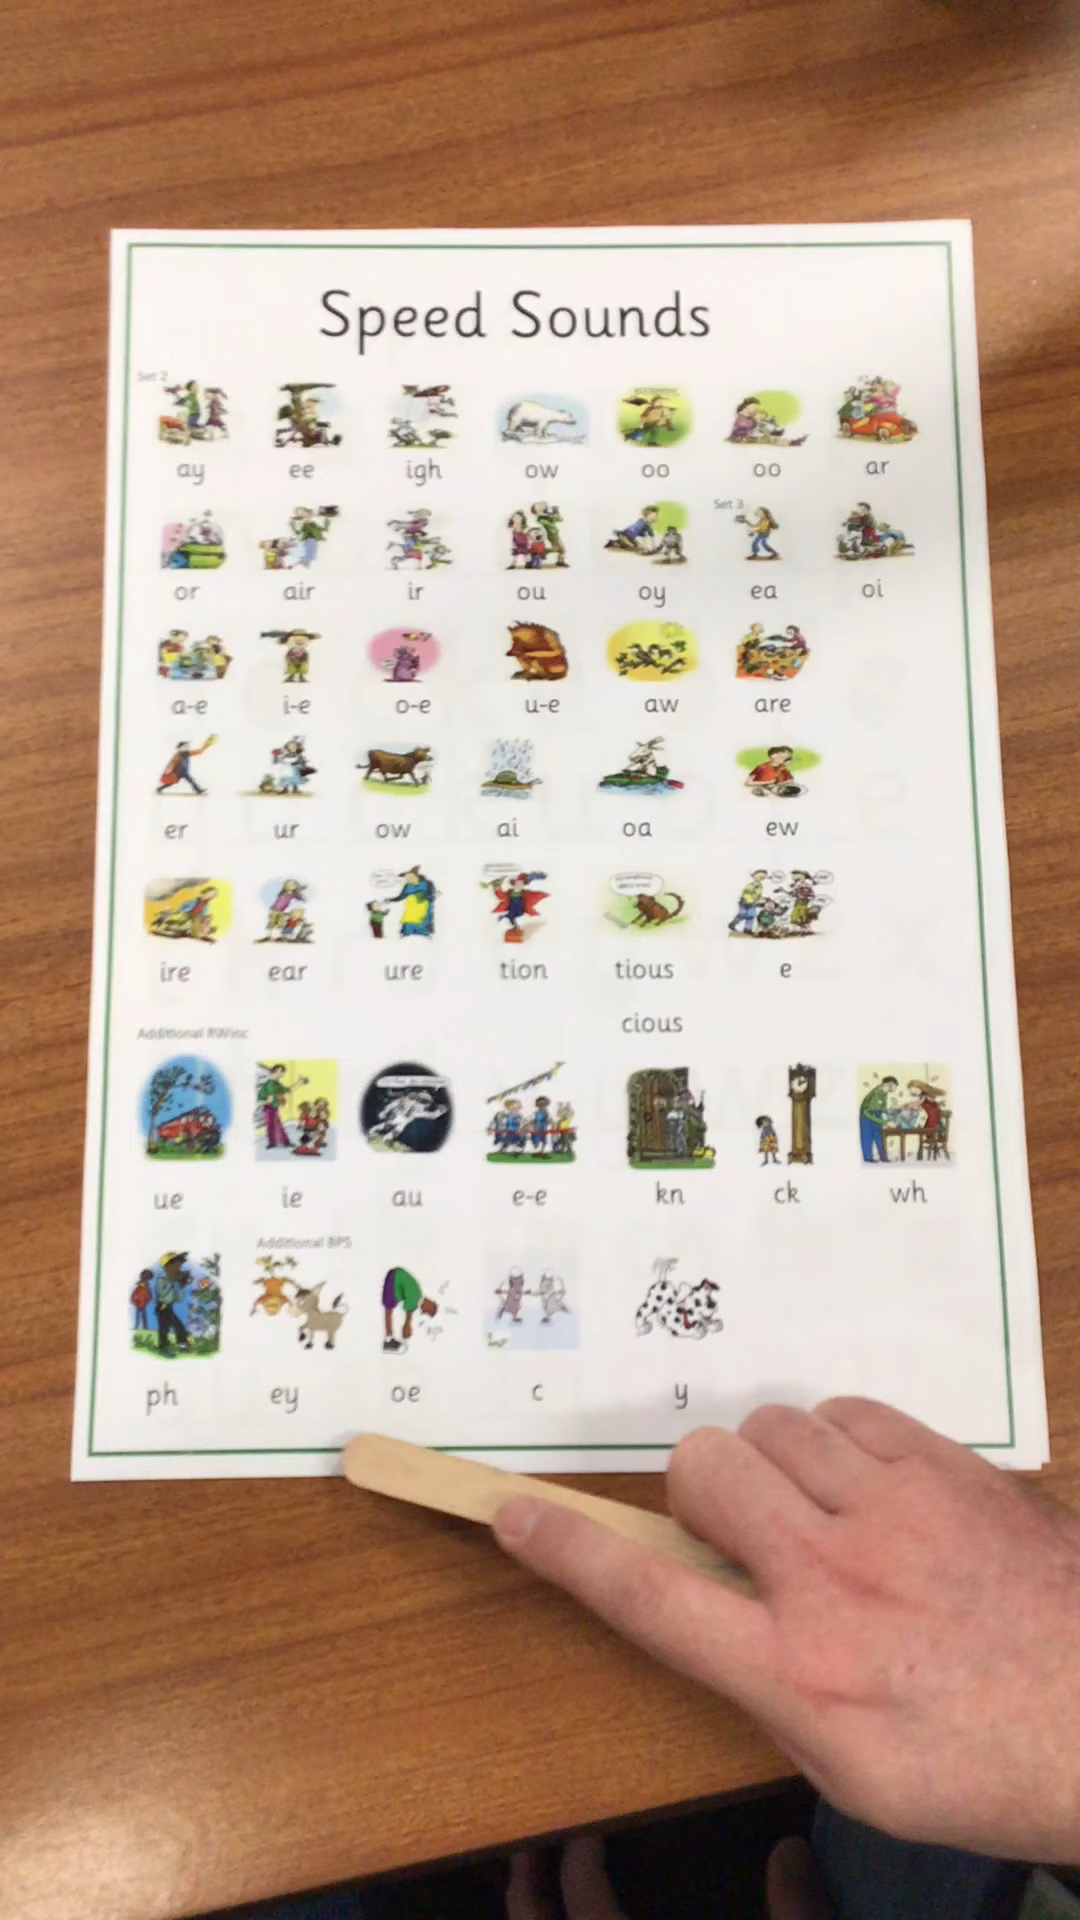 Speed Sounds
Set 2
ay ee igh ow oo oo ar
Set 3
or air ir ou oy ea oi
a-e i-e o-e u-e aw are
er ur ow ai oa ew
ire ear ure tion tious e
cious
Additional RWinc
ue ie au e-e kn ck wh
Additional BPS
ph ey oe c y